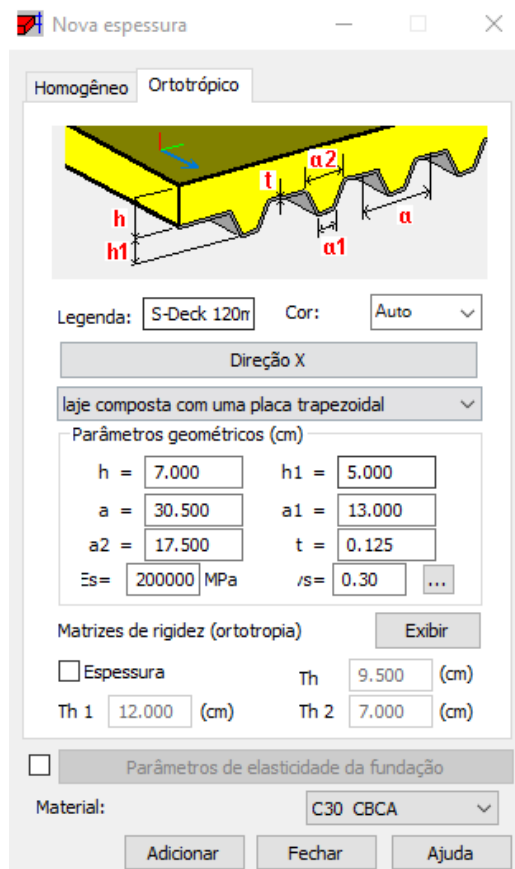 Nova espessura
Homogêneo Ortotrópico
α2
t
h
α
h1
α1
Legenda: S-Deck 120m Cor: Auto
Direção X
laje composta com uma placa trapezoidal
Parâmetros geométricos (cm)
h = 7.000 h1 = 5.000
a = 30.500 a1 = 13.000
a2 = 17.500 t = 0.125
Es= 200000 MPa νs= 0.30 ...
Matrizes de rigidez (ortotropia) Exibir
Espessura Th 9.500 (cm)
Th 1 12.000 (cm) Th 2 7.000 (cm)
Parâmetros de elasticidade da fundação
Material: C30 CBCA
Adicionar Fechar Ajuda